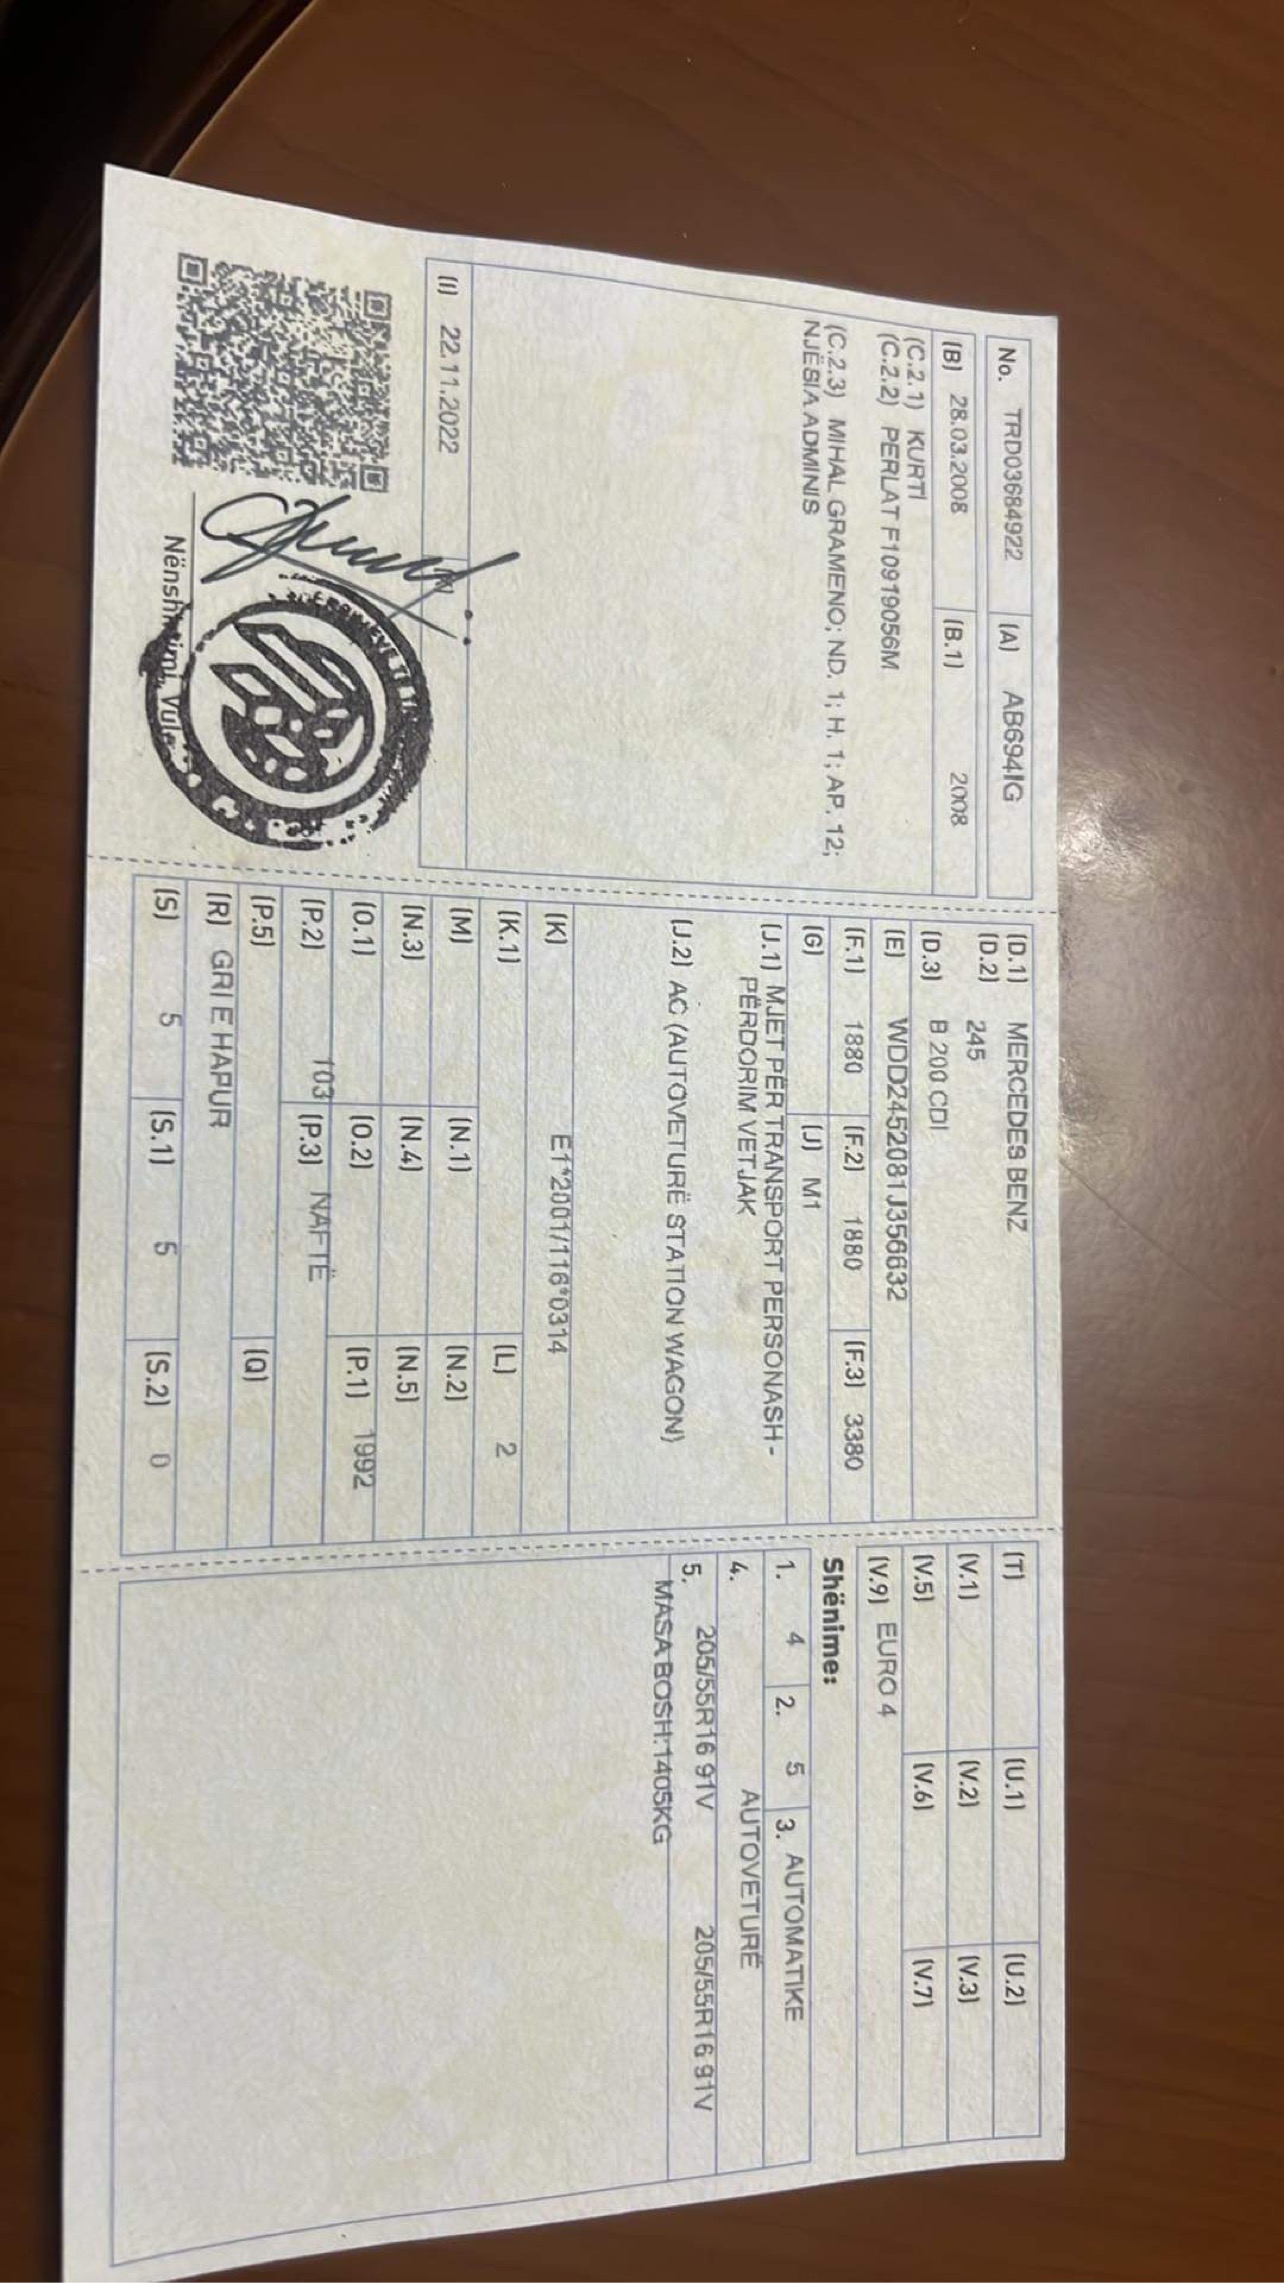 No. TRD03684922 (A) AB694IG
(B) 28.03.2008 (B.1) 2008
(C.2.1) KURTI
(C.2.2) PERLAT F10919056M
(C.2.3) MIHAL GRAMENO; ND. 1; H. 1; AP. 12;
NJËSIA ADMINIS
(I) 22.11.2022
Nënshkrimi, Vula
(D.1) MERCEDES BENZ
(D.2) 245
(D.3) B 200 CDI
(E) WDD2452081J356632
(F.1) 1880 (F.2) 1880 (F.3) 3380
(G) (J) M1
(J.1) MJET PËR TRANSPORT PERSONASH -
PËRDORIM VETJAK
(J.2) AC (AUTOVETURË STATION WAGON)
(K) E1*2001/116*0314
(K.1) (L) 2
(M) (N.1) (N.2)
(N.3) (N.4) (N.5)
(O.1) (O.2) (P.1) 1992
(P.2) 103 (P.3) NAFTË
(P.5) (Q)
(R) GRI E HAPUR
(S) 5 (S.1) 5 (S.2) 0
(T) (U.1) (U.2)
(V.1) (V.2) (V.3)
(V.5) (V.6) (V.7)
(V.9) EURO 4
Shënime:
1. 4 2. 5 3. AUTOMATIKE
4. AUTOVETURË
5. 205/55R16 91V 205/55R16 91V
MASA BOSH:1405KG